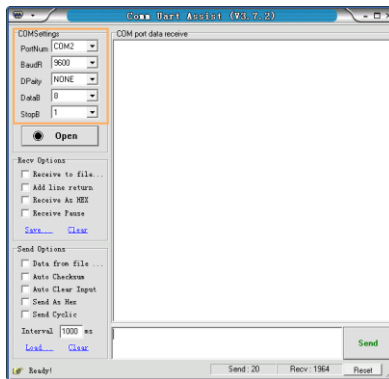 Comm Uart Assist (V3.7.2)
COMSettings
PortNum COM2
BaudR 9600
DPaity NONE
DataB 8
StopB 1
Open
COM port data receive
Recv Options
Receive to file...
Add line return
Receive As HEX
Receive Pause
Save... Clear
Send Options
Data from file ...
Auto Checksum
Auto Clear Input
Send As Hex
Send Cyclic
Interval 1000 ms
Load... Clear
Send
Ready!
Send : 20
Recv : 1964
Reset